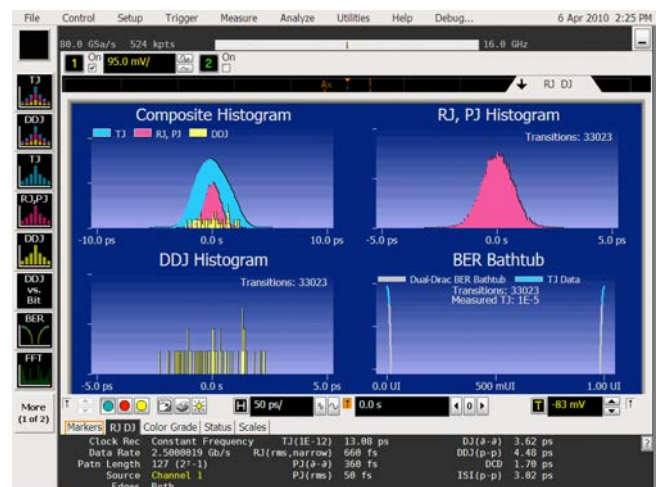 File Control Setup Trigger Measure Analyze Utilities Help Debug... 6 Apr 2010 2:25 PM
80.0 GSa/s 524 kpts 16.0 GHz
1 On 95.0 mV/ 2 On
Ax
RJ DJ
TJ
DDJ
TJ
RJ,PJ
DDJ
DDJ
vs.
Bit
BER
FFT
More
(1 of 2)
Composite Histogram
TJ RJ, PJ DDJ
-10.0 ps 0.0 s 10.0 ps
RJ, PJ Histogram
Transitions: 33023
-5.0 ps 0.0 s 5.0 ps
DDJ Histogram
Transitions: 33023
-5.0 ps 0.0 s 5.0 ps
BER Bathtub
Dual-Dirac BER Bathtub TJ Data
Transitions: 33023
Measured TJ: 1E-5
0.0 UI 500 mUI 1.00 UI
H 50 ps/ 0.0 s 0 T -83 mV
Markers RJ DJ Color Grade Status Scales
Clock Rec Constant Frequency TJ(1E-12) 13.08 ps DJ(∂-∂) 3.62 ps
Data Rate 2.5000019 Gb/s RJ(rms,narrow) 660 fs DDJ(p-p) 4.48 ps
Patn Length 127 (2⁷-1) PJ(∂-∂) 360 fs DCD 1.70 ps
Source Channel 1 PJ(rms) 50 fs ISI(p-p) 3.02 ps
Edges Both